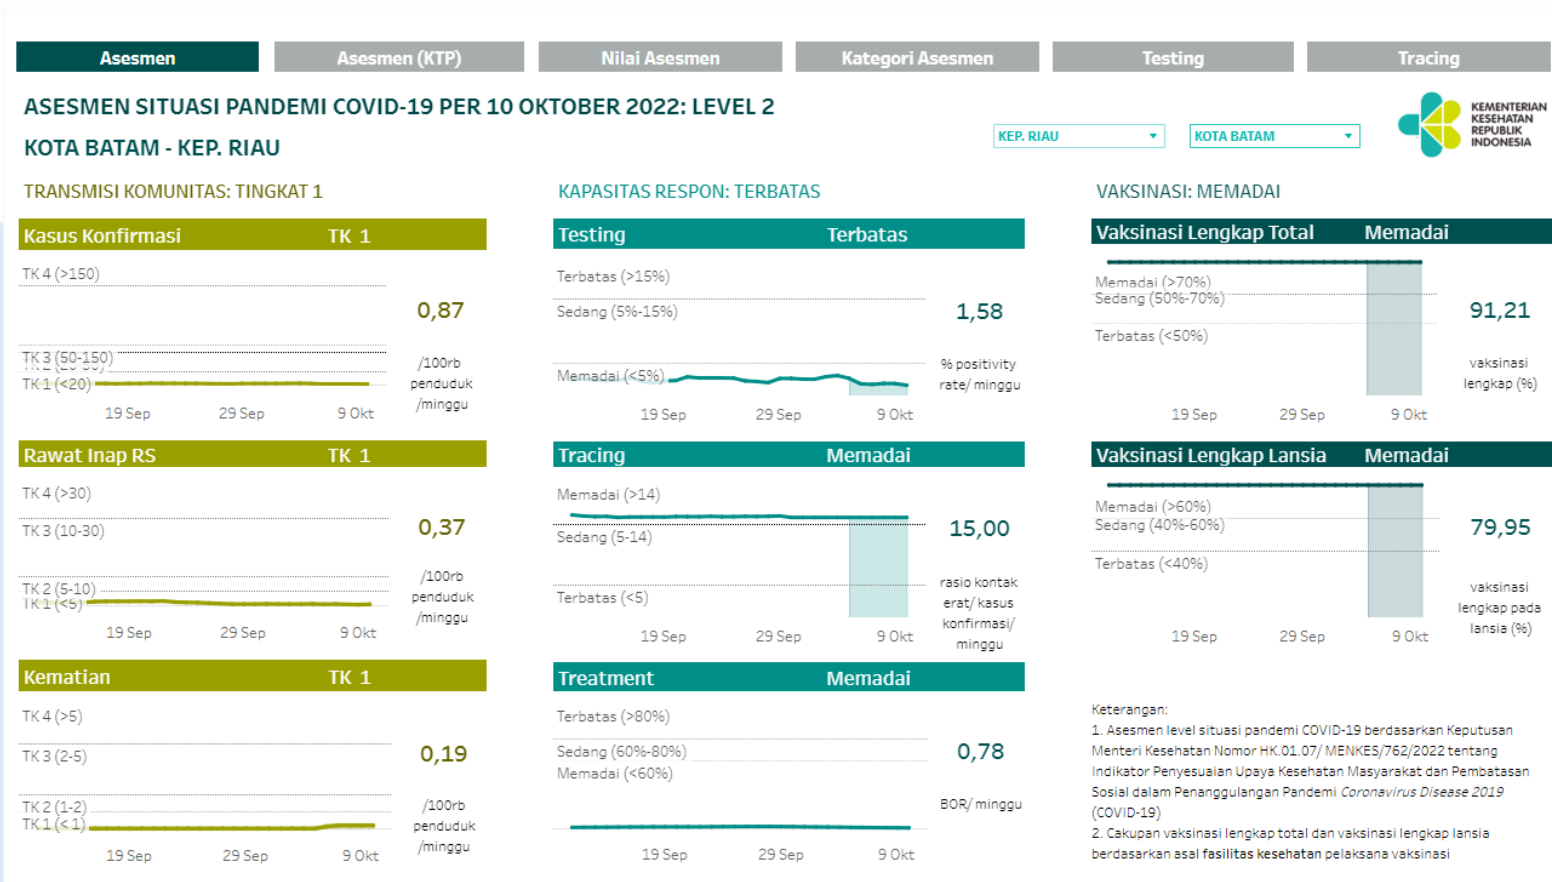 Asesmen
Asesmen (KTP)
Nilai Asesmen
Kategori Asesmen
Testing
Tracing
ASESMEN SITUASI PANDEMI COVID-19 PER 10 OKTOBER 2022: LEVEL 2
KOTA BATAM - KEP. RIAU
KEP. RIAU
KOTA BATAM
KEMENTERIAN
KESEHATAN
REPUBLIK
INDONESIA
TRANSMISI KOMUNITAS: TINGKAT 1
Kasus Konfirmasi TK 1
TK 4 (>150)
TK 3 (50-150)
TK 1 (<20)
0,87
/100rb
penduduk
/minggu
19 Sep 29 Sep 9 Okt
Rawat Inap RS TK 1
TK 4 (>30)
TK 3 (10-30)
TK 2 (5-10)
TK 1 (<5)
0,37
/100rb
penduduk
/minggu
19 Sep 29 Sep 9 Okt
Kematian TK 1
TK 4 (>5)
TK 3 (2-5)
TK 2 (1-2)
TK 1 (< 1)
0,19
/100rb
penduduk
/minggu
19 Sep 29 Sep 9 Okt
KAPASITAS RESPON: TERBATAS
Testing Terbatas
Terbatas (>15%)
Sedang (5%-15%)
Memadai (<5%)
1,58
% positivity
rate/ minggu
19 Sep 29 Sep 9 Okt
Tracing Memadai
Memadai (>14)
Sedang (5-14)
Terbatas (<5)
15,00
rasio kontak
erat/ kasus
konfirmasi/
minggu
19 Sep 29 Sep 9 Okt
Treatment Memadai
Terbatas (>80%)
Sedang (60%-80%)
Memadai (<60%)
0,78
BOR/ minggu
19 Sep 29 Sep 9 Okt
VAKSINASI: MEMADAI
Vaksinasi Lengkap Total Memadai
Memadai (>70%)
Sedang (50%-70%)
Terbatas (<50%)
91,21
vaksinasi
lengkap (%)
19 Sep 29 Sep 9 Okt
Vaksinasi Lengkap Lansia Memadai
Memadai (>60%)
Sedang (40%-60%)
Terbatas (<40%)
79,95
vaksinasi
lengkap pada
lansia (%)
19 Sep 29 Sep 9 Okt
Keterangan:
1. Asesmen level situasi pandemi COVID-19 berdasarkan Keputusan
Menteri Kesehatan Nomor HK.01.07/ MENKES/762/2022 tentang
Indikator Penyesuaian Upaya Kesehatan Masyarakat dan Pembatasan
Sosial dalam Penanggulangan Pandemi Coronavirus Disease 2019
(COVID-19)
2. Cakupan vaksinasi lengkap total dan vaksinasi lengkap lansia
berdasarkan asal fasilitas kesehatan pelaksana vaksinasi